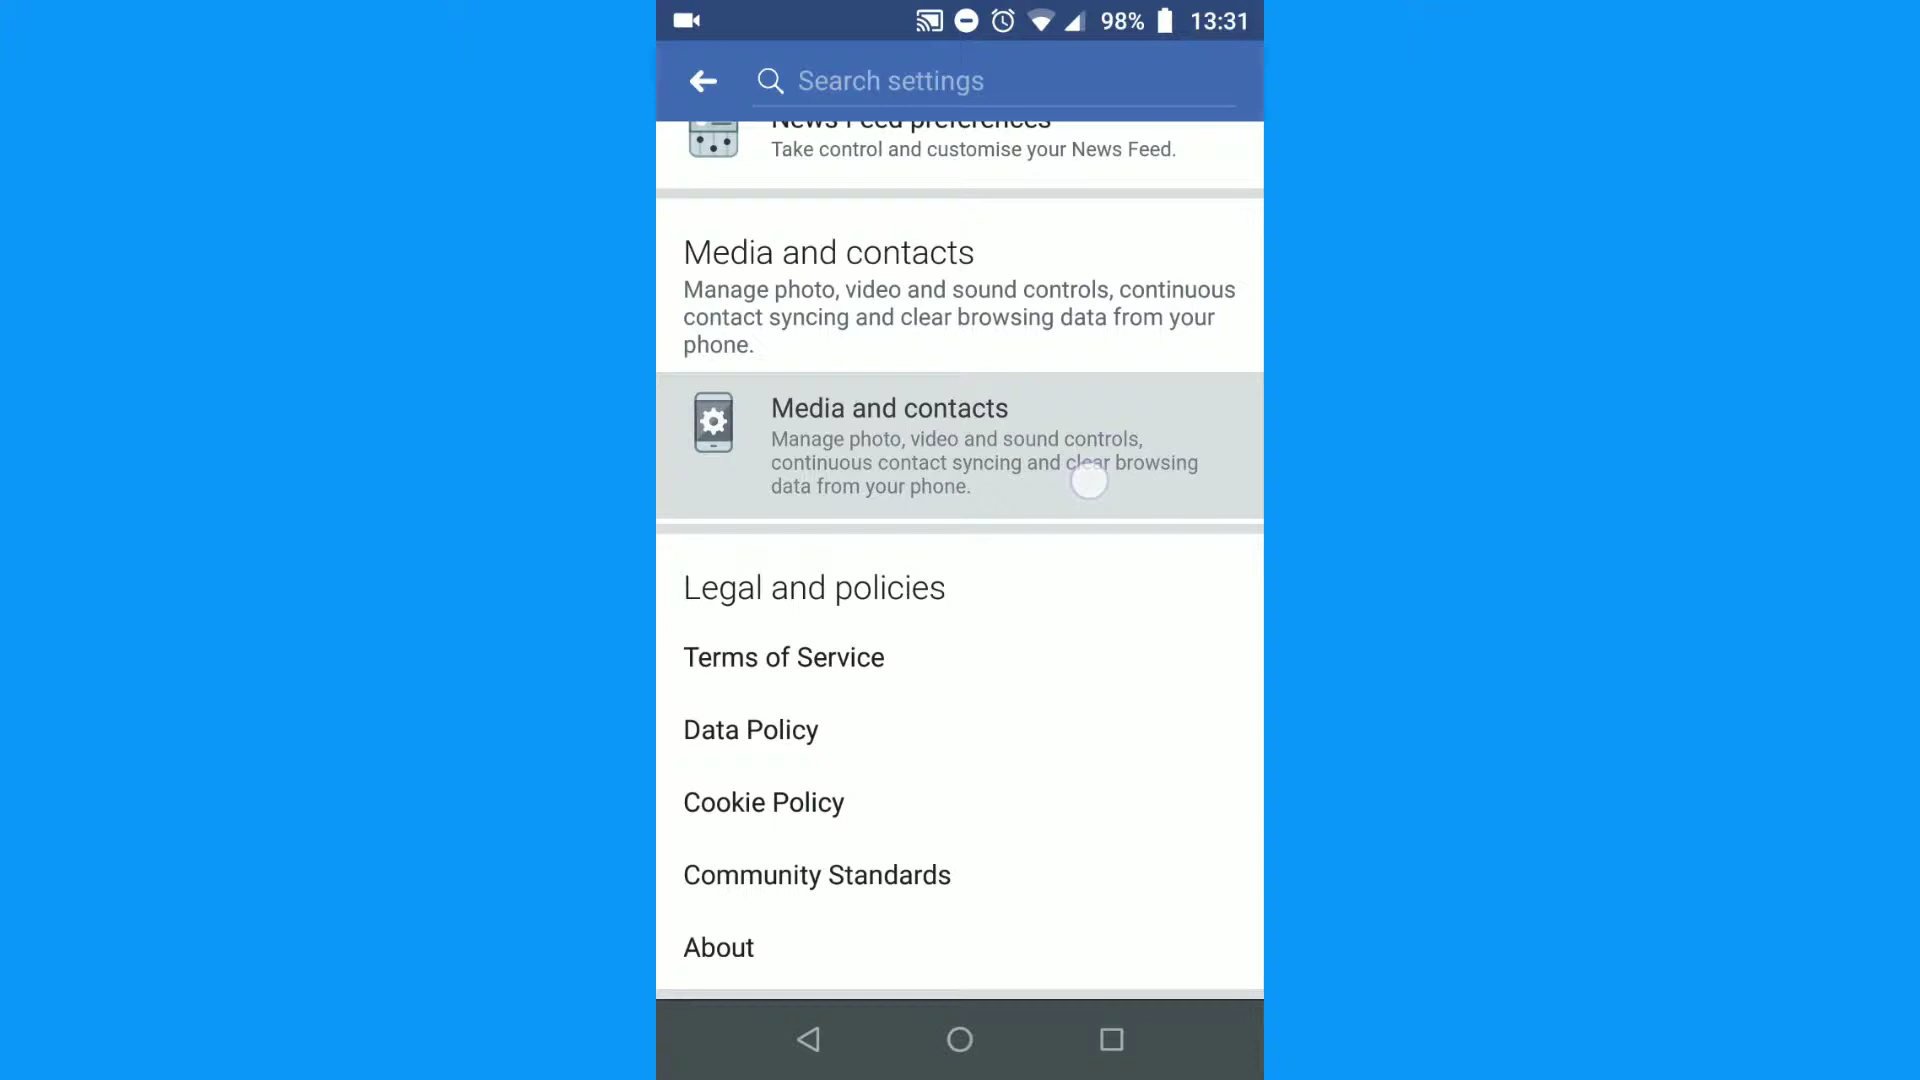 98% 13:31
Search settings
News Feed preferences
Take control and customise your News Feed.
Media and contacts
Manage photo, video and sound controls, continuous
contact syncing and clear browsing data from your
phone.
Media and contacts
Manage photo, video and sound controls,
continuous contact syncing and clear browsing
data from your phone.
Legal and policies
Terms of Service
Data Policy
Cookie Policy
Community Standards
About